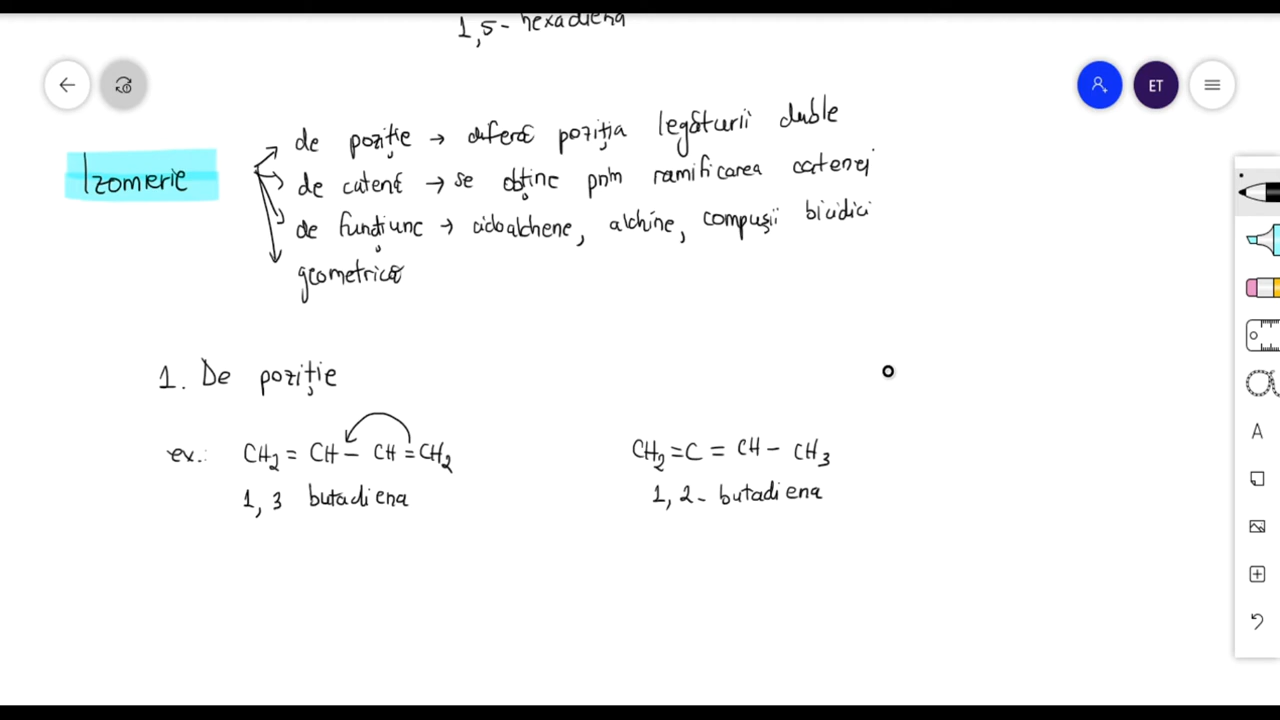 1,5- hexadiena
ET
Izomerie
de poziție → diferă poziția legăturii duble
de catenă → se obține prin ramificarea catenei
de funcțiune → cicloalchene, alchine, compușii biciclici
geometrică
1. De poziție
ex.: CH₂ = CH - CH = CH₂
CH₂ = C = CH - CH₃
1, 3 butadiena
1, 2- butadiena
A